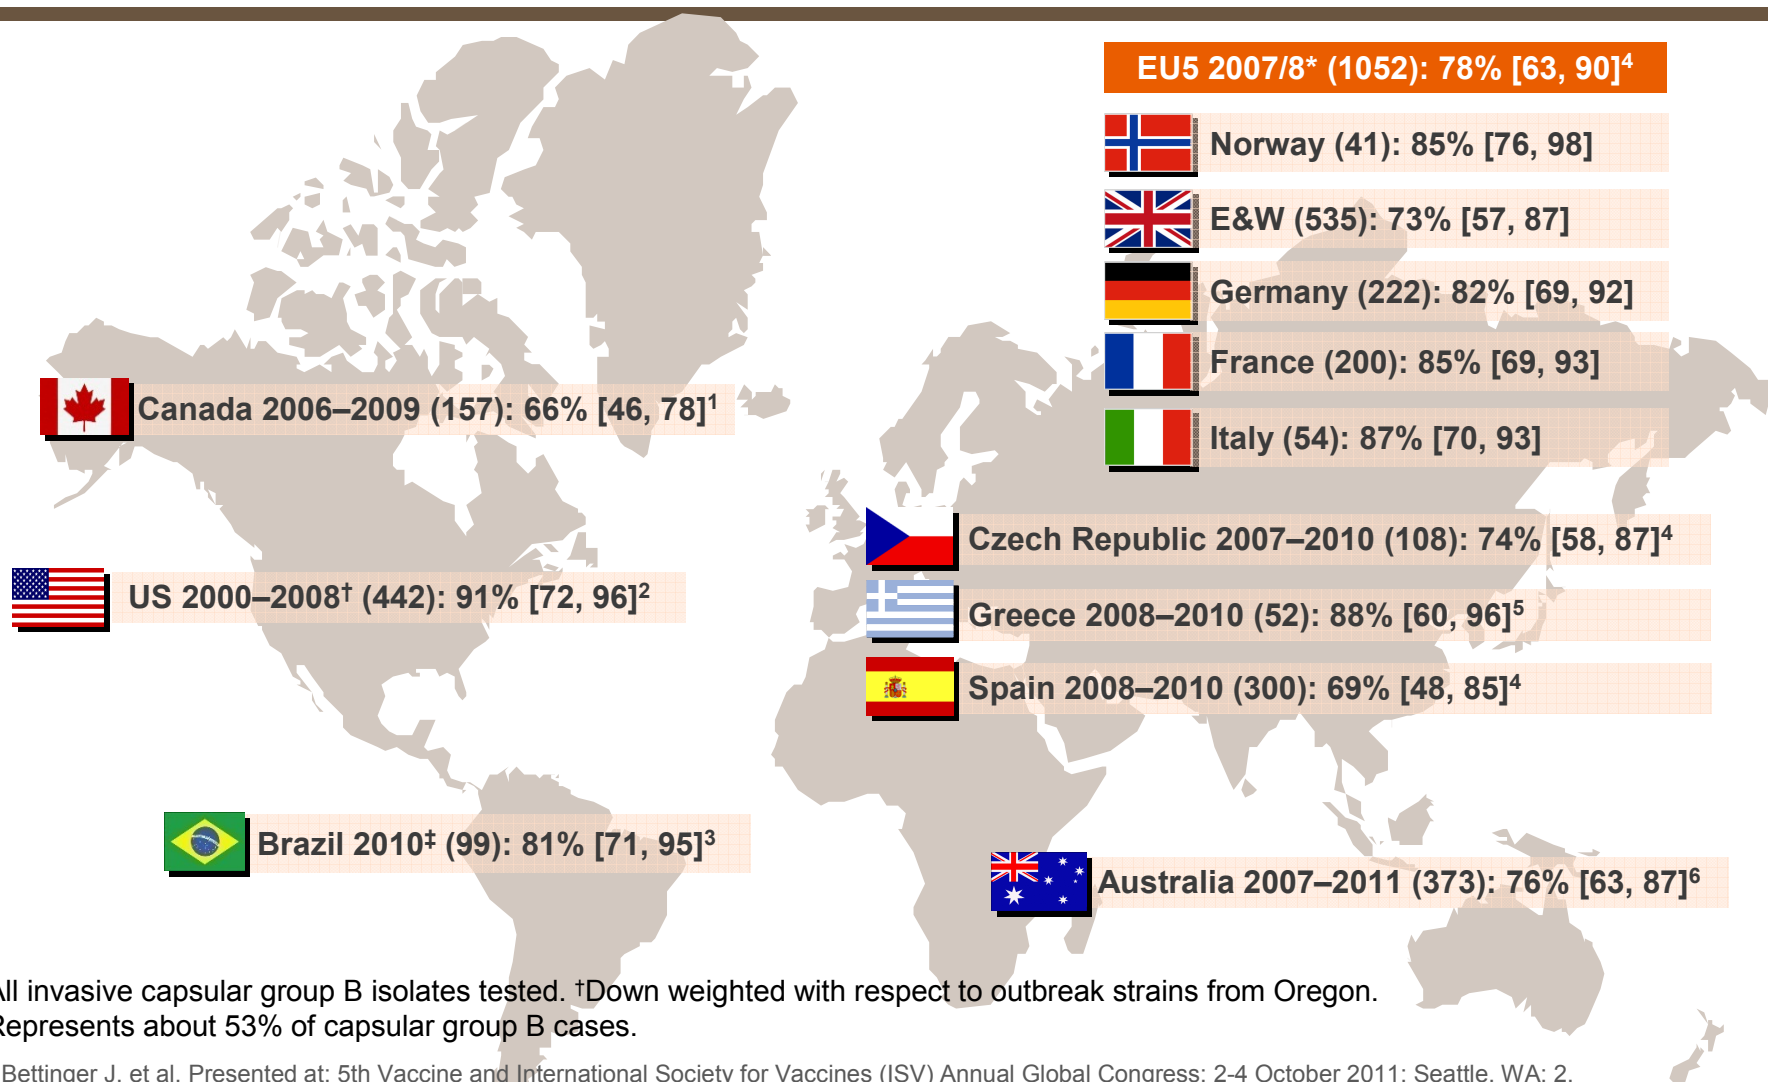 EU5 2007/8* (1052): 78% [63, 90]⁴
Norway (41): 85% [76, 98]
E&W (535): 73% [57, 87]
Germany (222): 82% [69, 92]
France (200): 85% [69, 93]
Italy (54): 87% [70, 93]
Canada 2006–2009 (157): 66% [46, 78]¹
Czech Republic 2007–2010 (108): 74% [58, 87]⁴
US 2000–2008† (442): 91% [72, 96]²
Greece 2008–2010 (52): 88% [60, 96]⁵
Spain 2008–2010 (300): 69% [48, 85]⁴
Brazil 2010‡ (99): 81% [71, 95]³
Australia 2007–2011 (373): 76% [63, 87]⁶
All invasive capsular group B isolates tested. †Down weighted with respect to outbreak strains from Oregon.
Represents about 53% of capsular group B cases.
Bettinger J, et al. Presented at: 5th Vaccine and International Society for Vaccines (ISV) Annual Global Congress; 2-4 October 2011; Seattle, WA; 2.